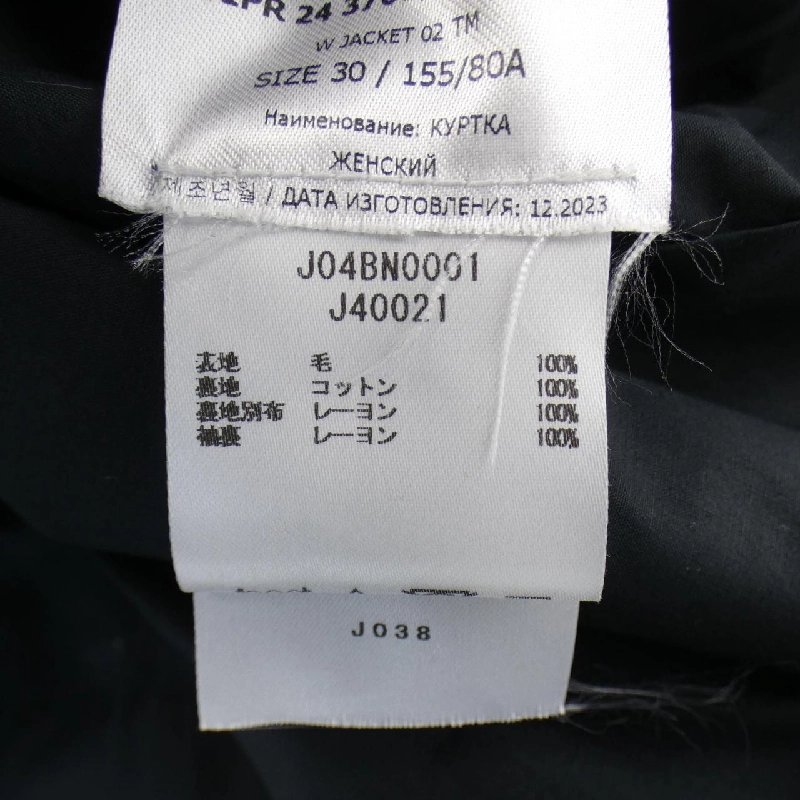 24
W JACKET 02 TM
SIZE 30 / 155/80A
Наименование: КУРТКА
ЖЕНСКИЙ
제조년월 / ДАТА ИЗГОТОВЛЕНИЯ: 12.2023
J04BN0001
J40021
表地 毛 100%
裏地 コットン 100%
裏地別布 レーヨン 100%
袖裏 レーヨン 100%
J038